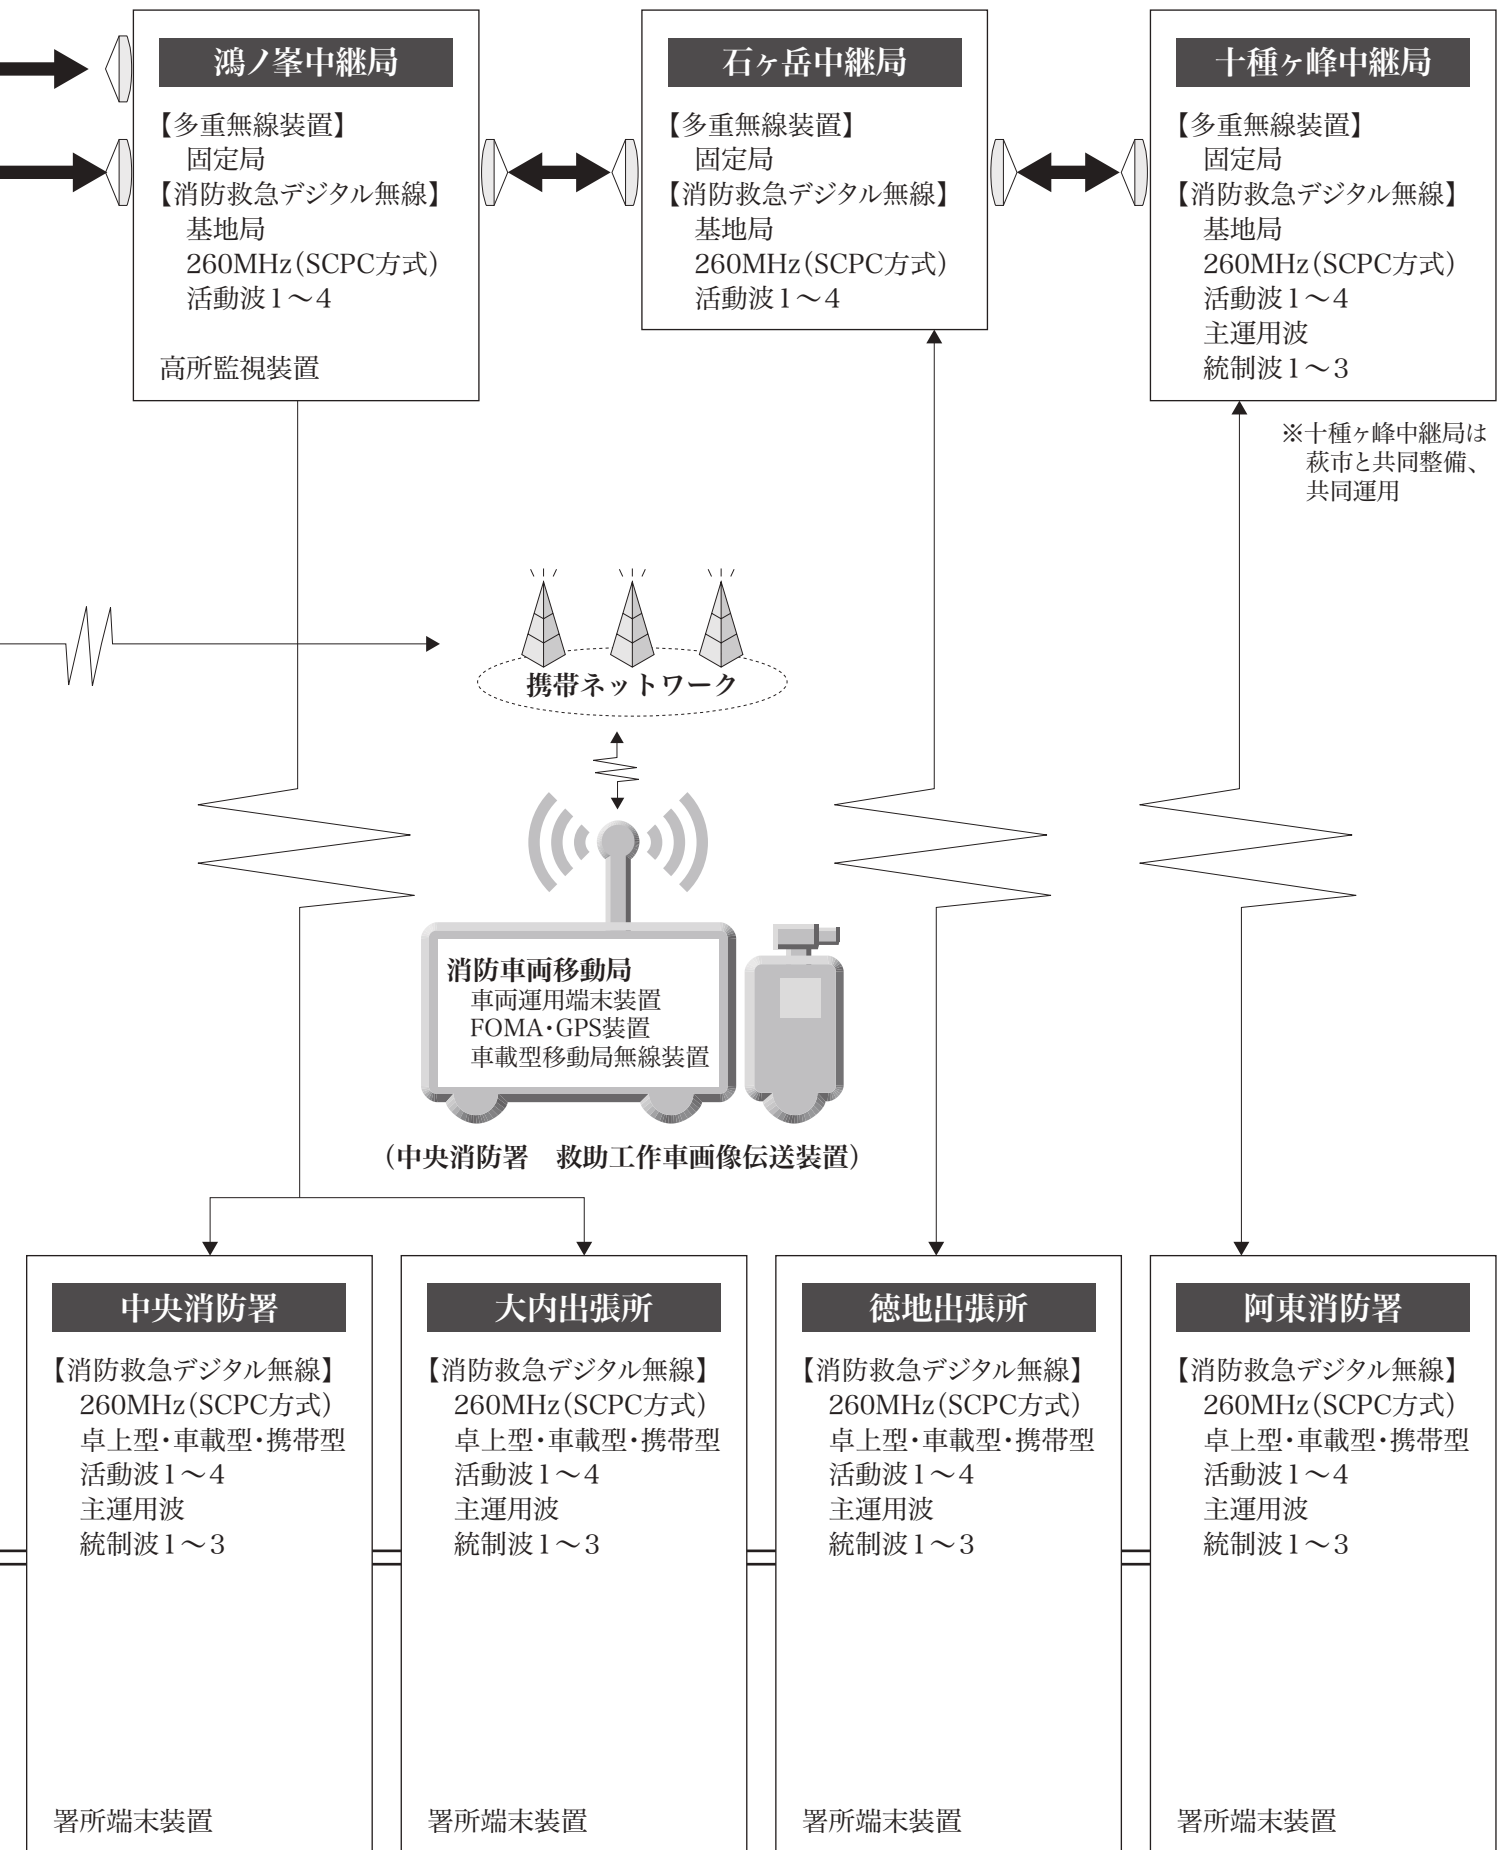 鴻ノ峯中継局
【多重無線装置】
固定局
【消防救急デジタル無線】
基地局
260MHz(SCPC方式)
活動波1～4
高所監視装置
石ヶ岳中継局
【多重無線装置】
固定局
【消防救急デジタル無線】
基地局
260MHz(SCPC方式)
活動波1～4
十種ヶ峰中継局
【多重無線装置】
固定局
【消防救急デジタル無線】
基地局
260MHz(SCPC方式)
活動波1～4
主運用波
統制波1～3
※十種ヶ峰中継局は
萩市と共同整備、
共同運用
携帯ネットワーク
消防車両移動局
車両運用端末装置
FOMA・GPS装置
車載型移動局無線装置
(中央消防署　救助工作車画像伝送装置)
中央消防署
【消防救急デジタル無線】
260MHz(SCPC方式)
卓上型・車載型・携帯型
活動波1～4
主運用波
統制波1～3
署所端末装置
大内出張所
【消防救急デジタル無線】
260MHz(SCPC方式)
卓上型・車載型・携帯型
活動波1～4
主運用波
統制波1～3
署所端末装置
徳地出張所
【消防救急デジタル無線】
260MHz(SCPC方式)
卓上型・車載型・携帯型
活動波1～4
主運用波
統制波1～3
署所端末装置
阿東消防署
【消防救急デジタル無線】
260MHz(SCPC方式)
卓上型・車載型・携帯型
活動波1～4
主運用波
統制波1～3
署所端末装置